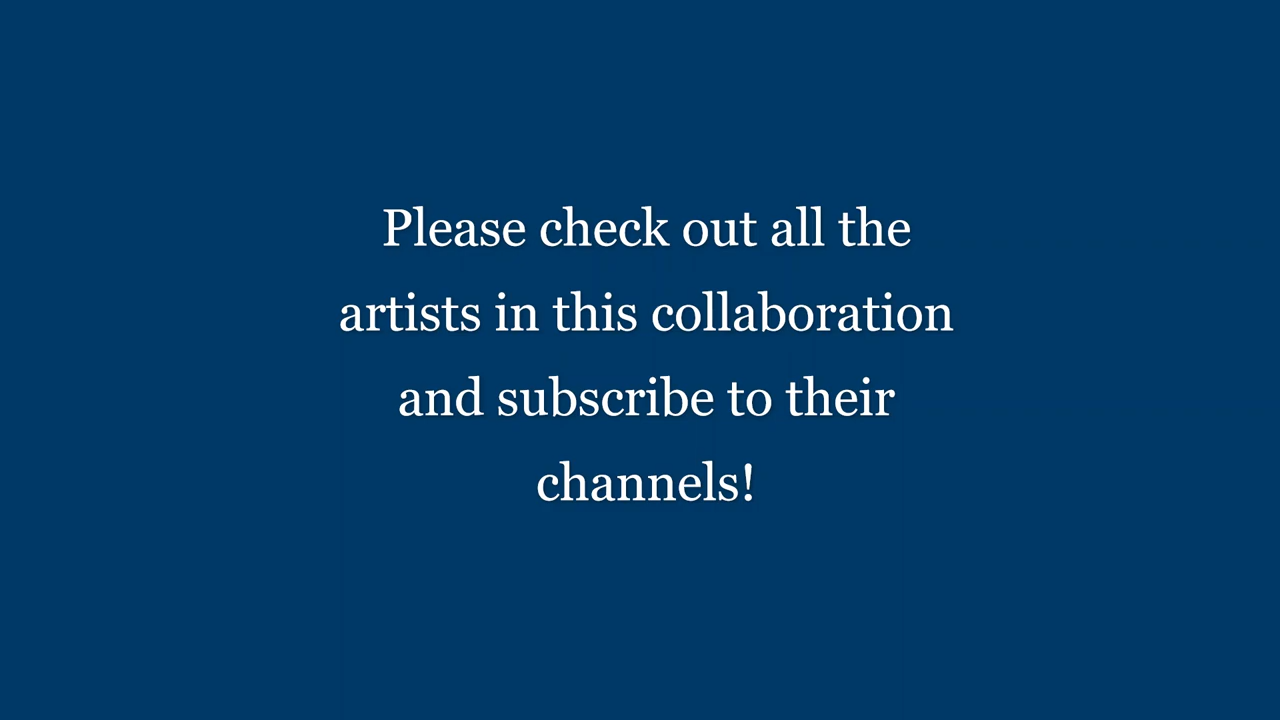 Please check out all the
artists in this collaboration
and subscribe to their
channels!